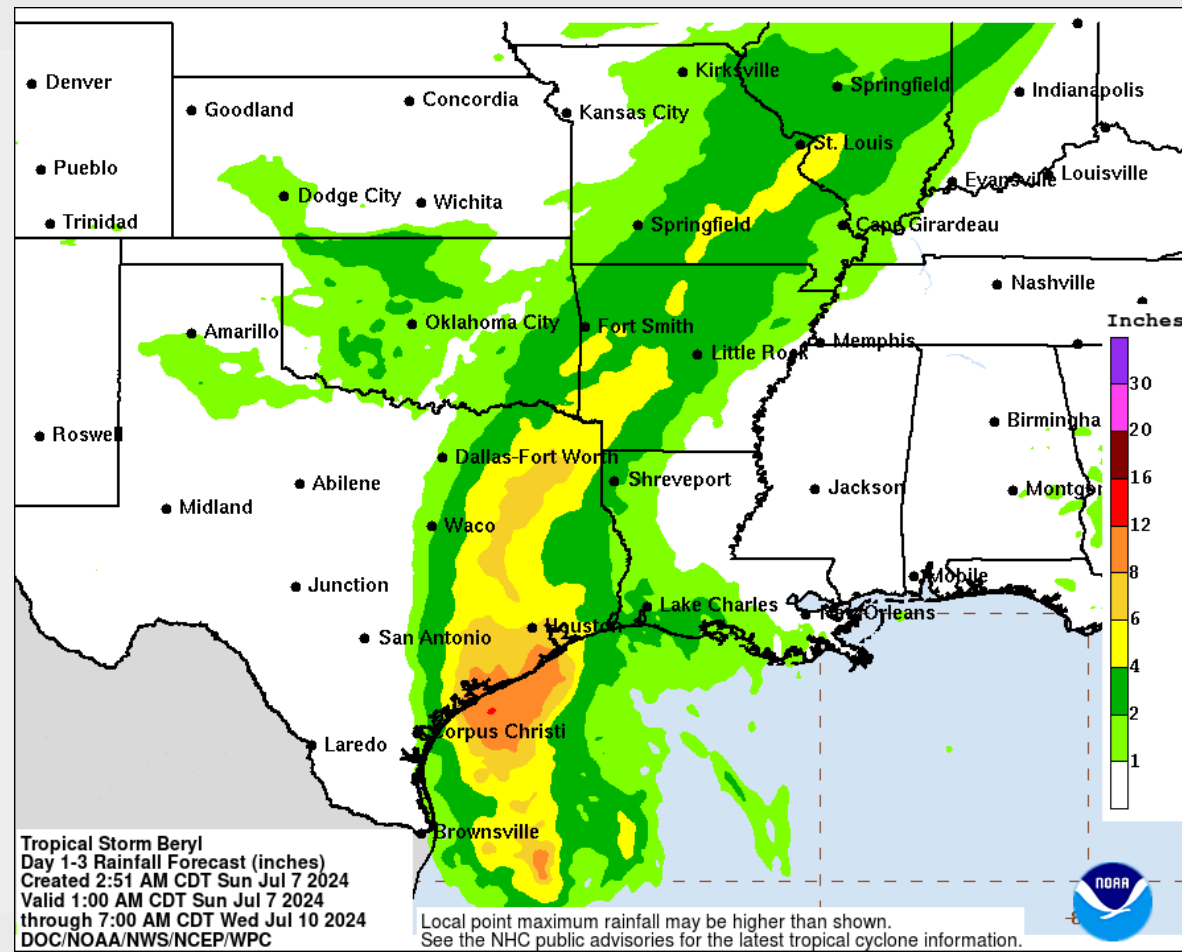 Denver
Goodland
Concordia
Kansas City
Kirksville
Springfield
Indianapolis
Pueblo
Dodge City
Wichita
St. Louis
Evansville
Louisville
Trinidad
Springfield
Cape Girardeau
Nashville
Amarillo
Oklahoma City
Fort Smith
Little Rock
Memphis
Inches
30
20
16
12
8
6
4
2
1
Roswell
Birmingha
Dallas-Fort Worth
Abilene
Shreveport
Jackson
Midland
Waco
Junction
Mobile
Lake Charles
New Orleans
San Antonio
Houston
Corpus Christi
Laredo
Brownsville
Tropical Storm Beryl
Day 1-3 Rainfall Forecast (inches)
Created 2:51 AM CDT Sun Jul 7 2024
Valid 1:00 AM CDT Sun Jul 7 2024
through 7:00 AM CDT Wed Jul 10 2024
DOC/NOAA/NWS/NCEP/WPC
Local point maximum rainfall may be higher than shown.
See the NHC public advisories for the latest tropical cyclone information.
NOAA